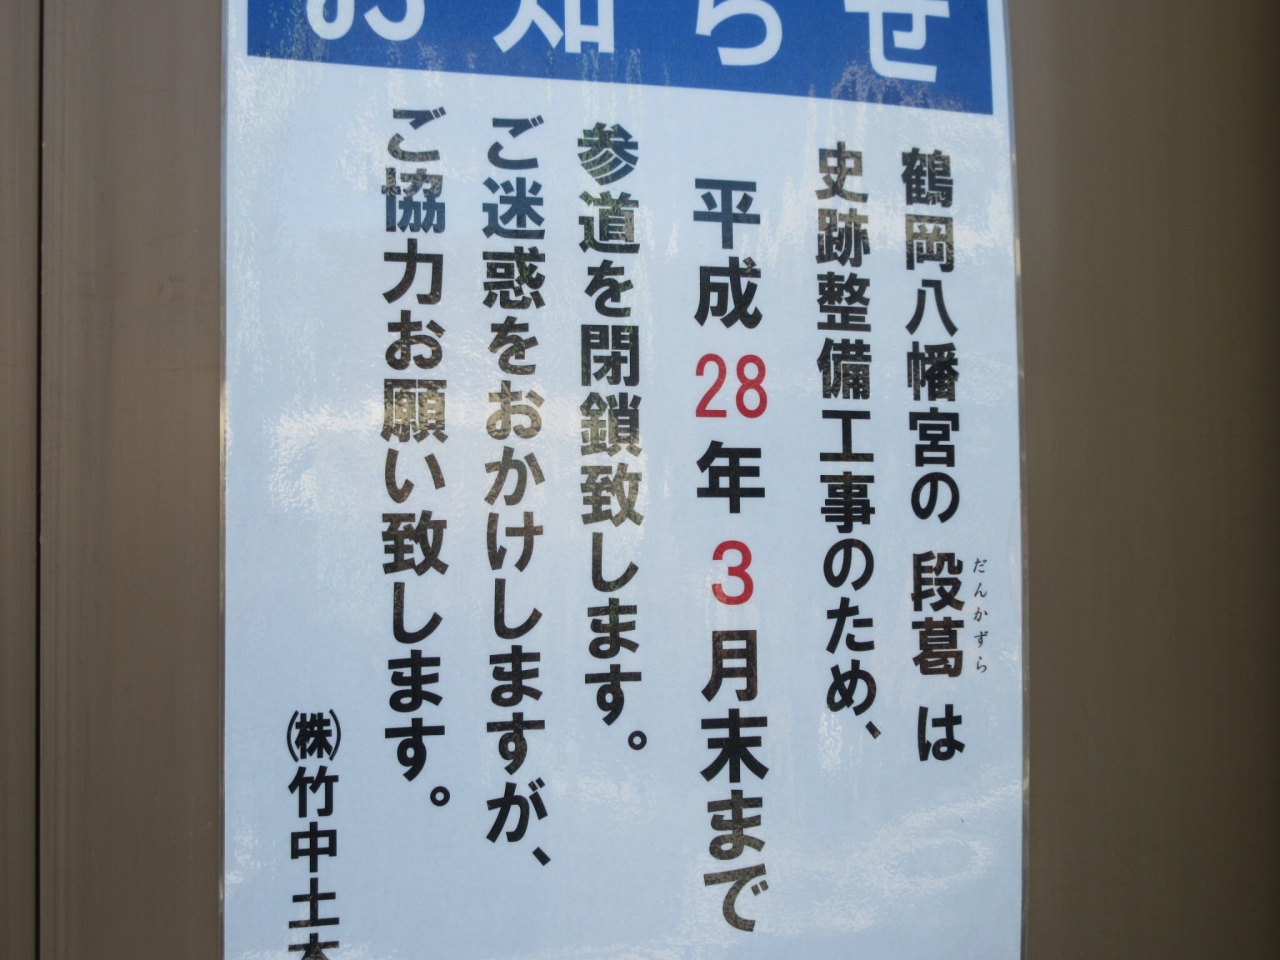 お知らせ
鶴岡八幡宮の段葛は
だんかずら
史跡整備工事のため、
平成28年3月末まで
参道を閉鎖致します。
ご迷惑をおかけしますが、
ご協力お願い致します。
㈱竹中土木